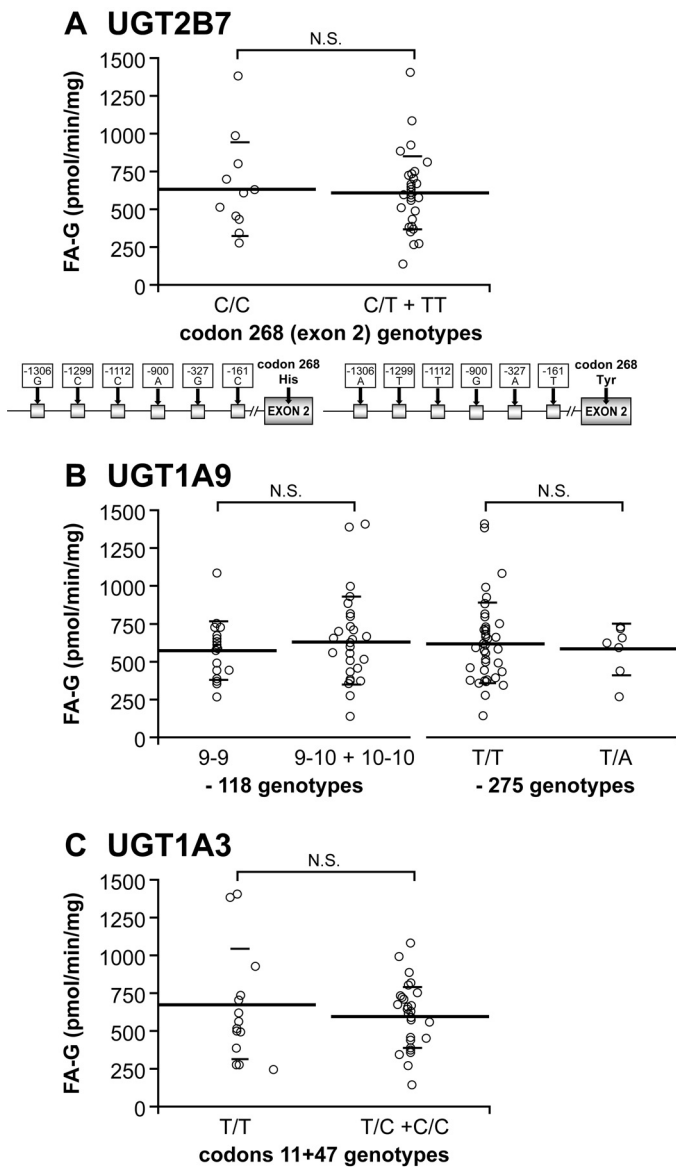 A UGT2B7
N.S.
FA-G (pmol/min/mg)
1500
1250
1000
750
500
250
0
C/C C/T + TT
codon 268 (exon 2) genotypes
-1306 G
-1299 C
-1112 C
-900 A
-327 G
-161 C
codon 268 His
//
EXON 2
-1306 A
-1299 T
-1112 T
-900 G
-327 A
-161 T
codon 268 Tyr
//
EXON 2
B UGT1A9
N.S. N.S.
FA-G (pmol/min/mg)
1500
1250
1000
750
500
250
0
9-9 9-10 + 10-10 T/T T/A
- 118 genotypes - 275 genotypes
C UGT1A3
N.S.
FA-G (pmol/min/mg)
1500
1250
1000
750
500
250
0
T/T T/C +C/C
codons 11+47 genotypes